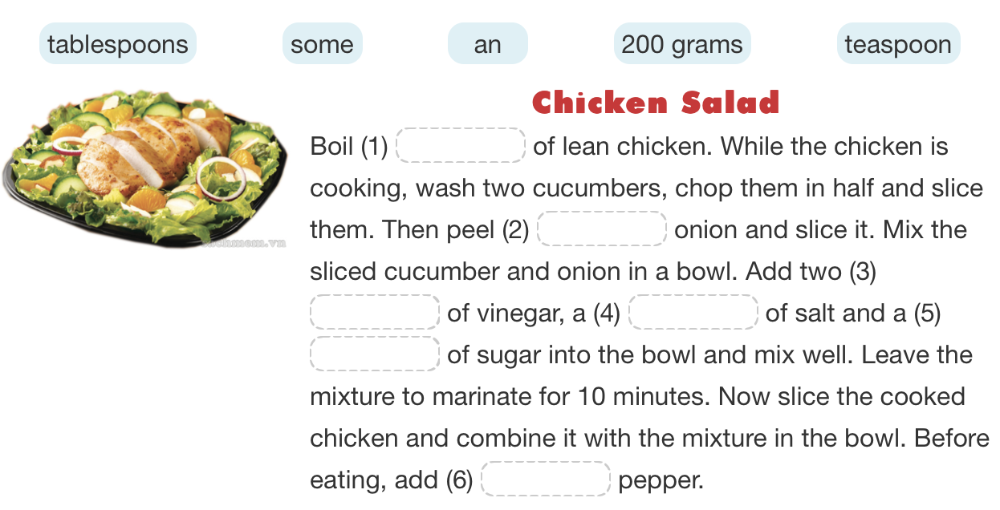 tablespoons some an 200 grams teaspoon
Chicken Salad
Boil (1) of lean chicken. While the chicken is
cooking, wash two cucumbers, chop them in half and slice
them. Then peel (2) onion and slice it. Mix the
sliced cucumber and onion in a bowl. Add two (3)
of vinegar, a (4) of salt and a (5)
of sugar into the bowl and mix well. Leave the
mixture to marinate for 10 minutes. Now slice the cooked
chicken and combine it with the mixture in the bowl. Before
eating, add (6) pepper.